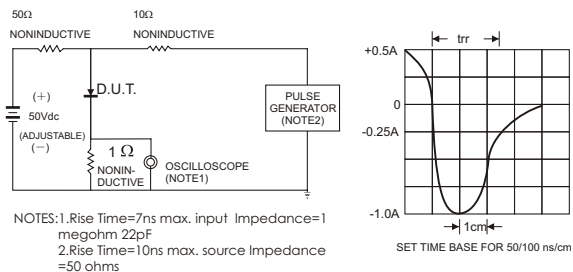 50Ω
NONINDUCTIVE
10Ω
NONINDUCTIVE
(+)
50Vdc
(ADJUSTABLE)
(−)
D.U.T.
1 Ω
NONIN-
DUCTIVE
OSCILLOSCOPE
(NOTE1)
PULSE
GENERATOR
(NOTE2)
NOTES:1.Rise Time=7ns max. input Impedance=1
megohm 22pF
2.Rise Time=10ns max. source Impedance
=50 ohms
trr
+0.5A
0
-0.25A
-1.0A
1cm
SET TIME BASE FOR 50/100 ns/cm